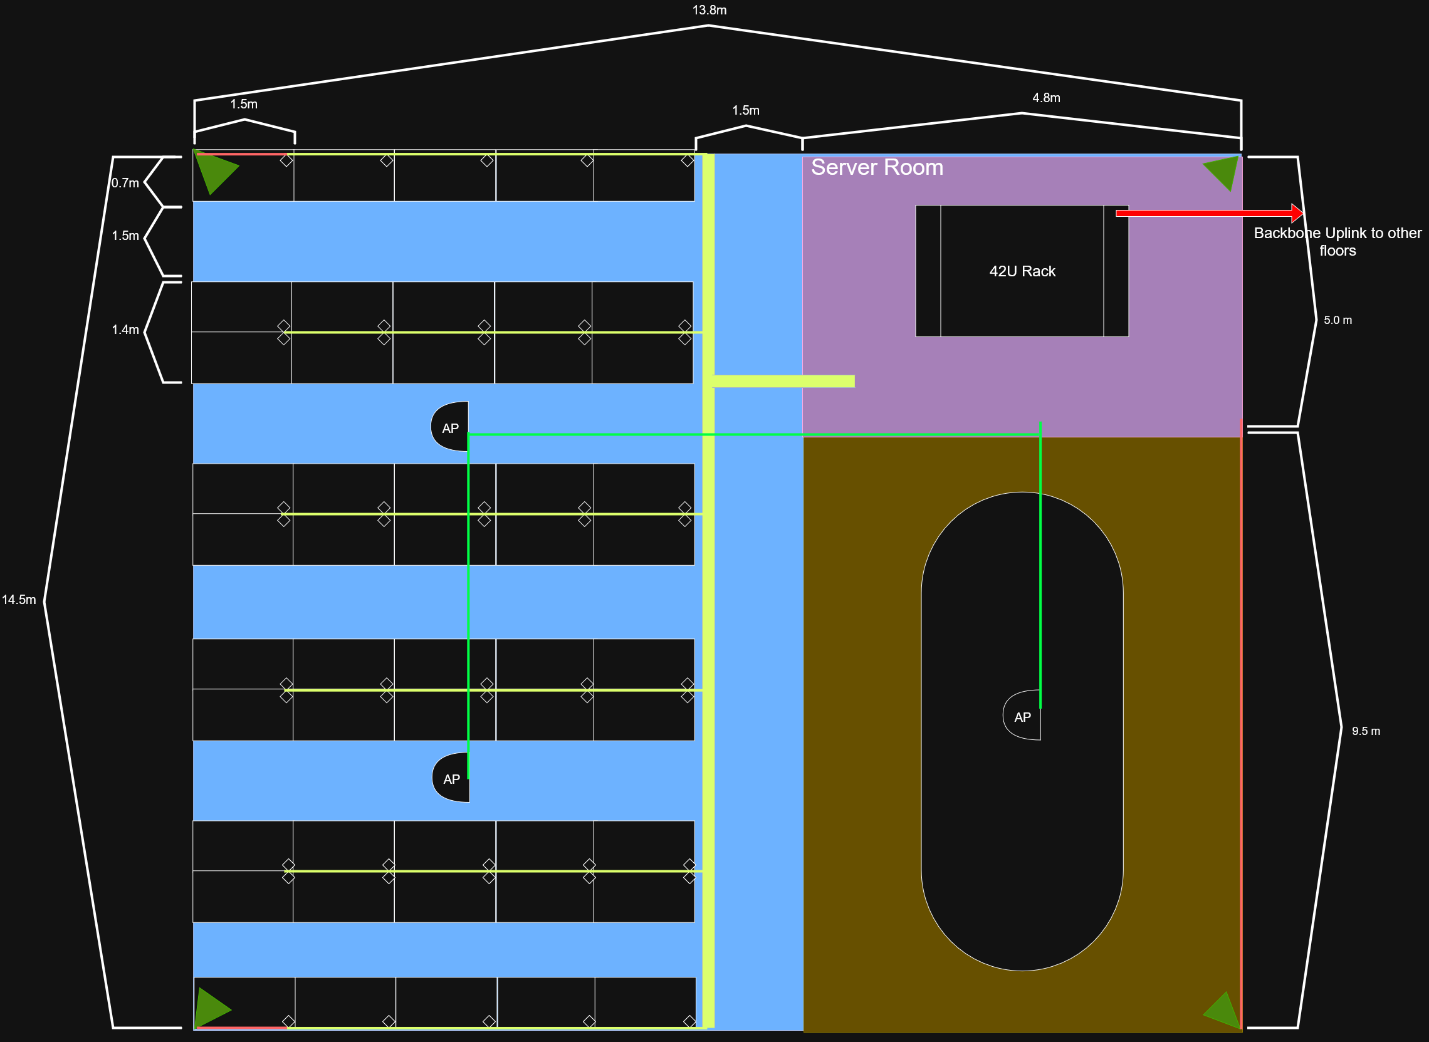 13.8m
1.5m
1.5m
4.8m
Server Room
0.7m
1.5m
Backbone Uplink to other
floors
42U Rack
1.4m
5.0 m
AP
14.5m
AP
9.5 m
AP